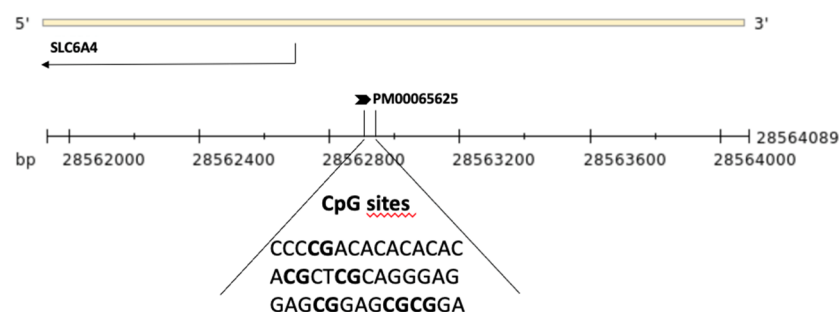 5' 3'
SLC6A4
PM00065625
28564089
bp 28562000 28562400 28562800 28563200 28563600 28564000
CpG sites
CCCCGACACACACAC
ACGCTCGCAGGGAG
GAGCGGAGCGCGGA